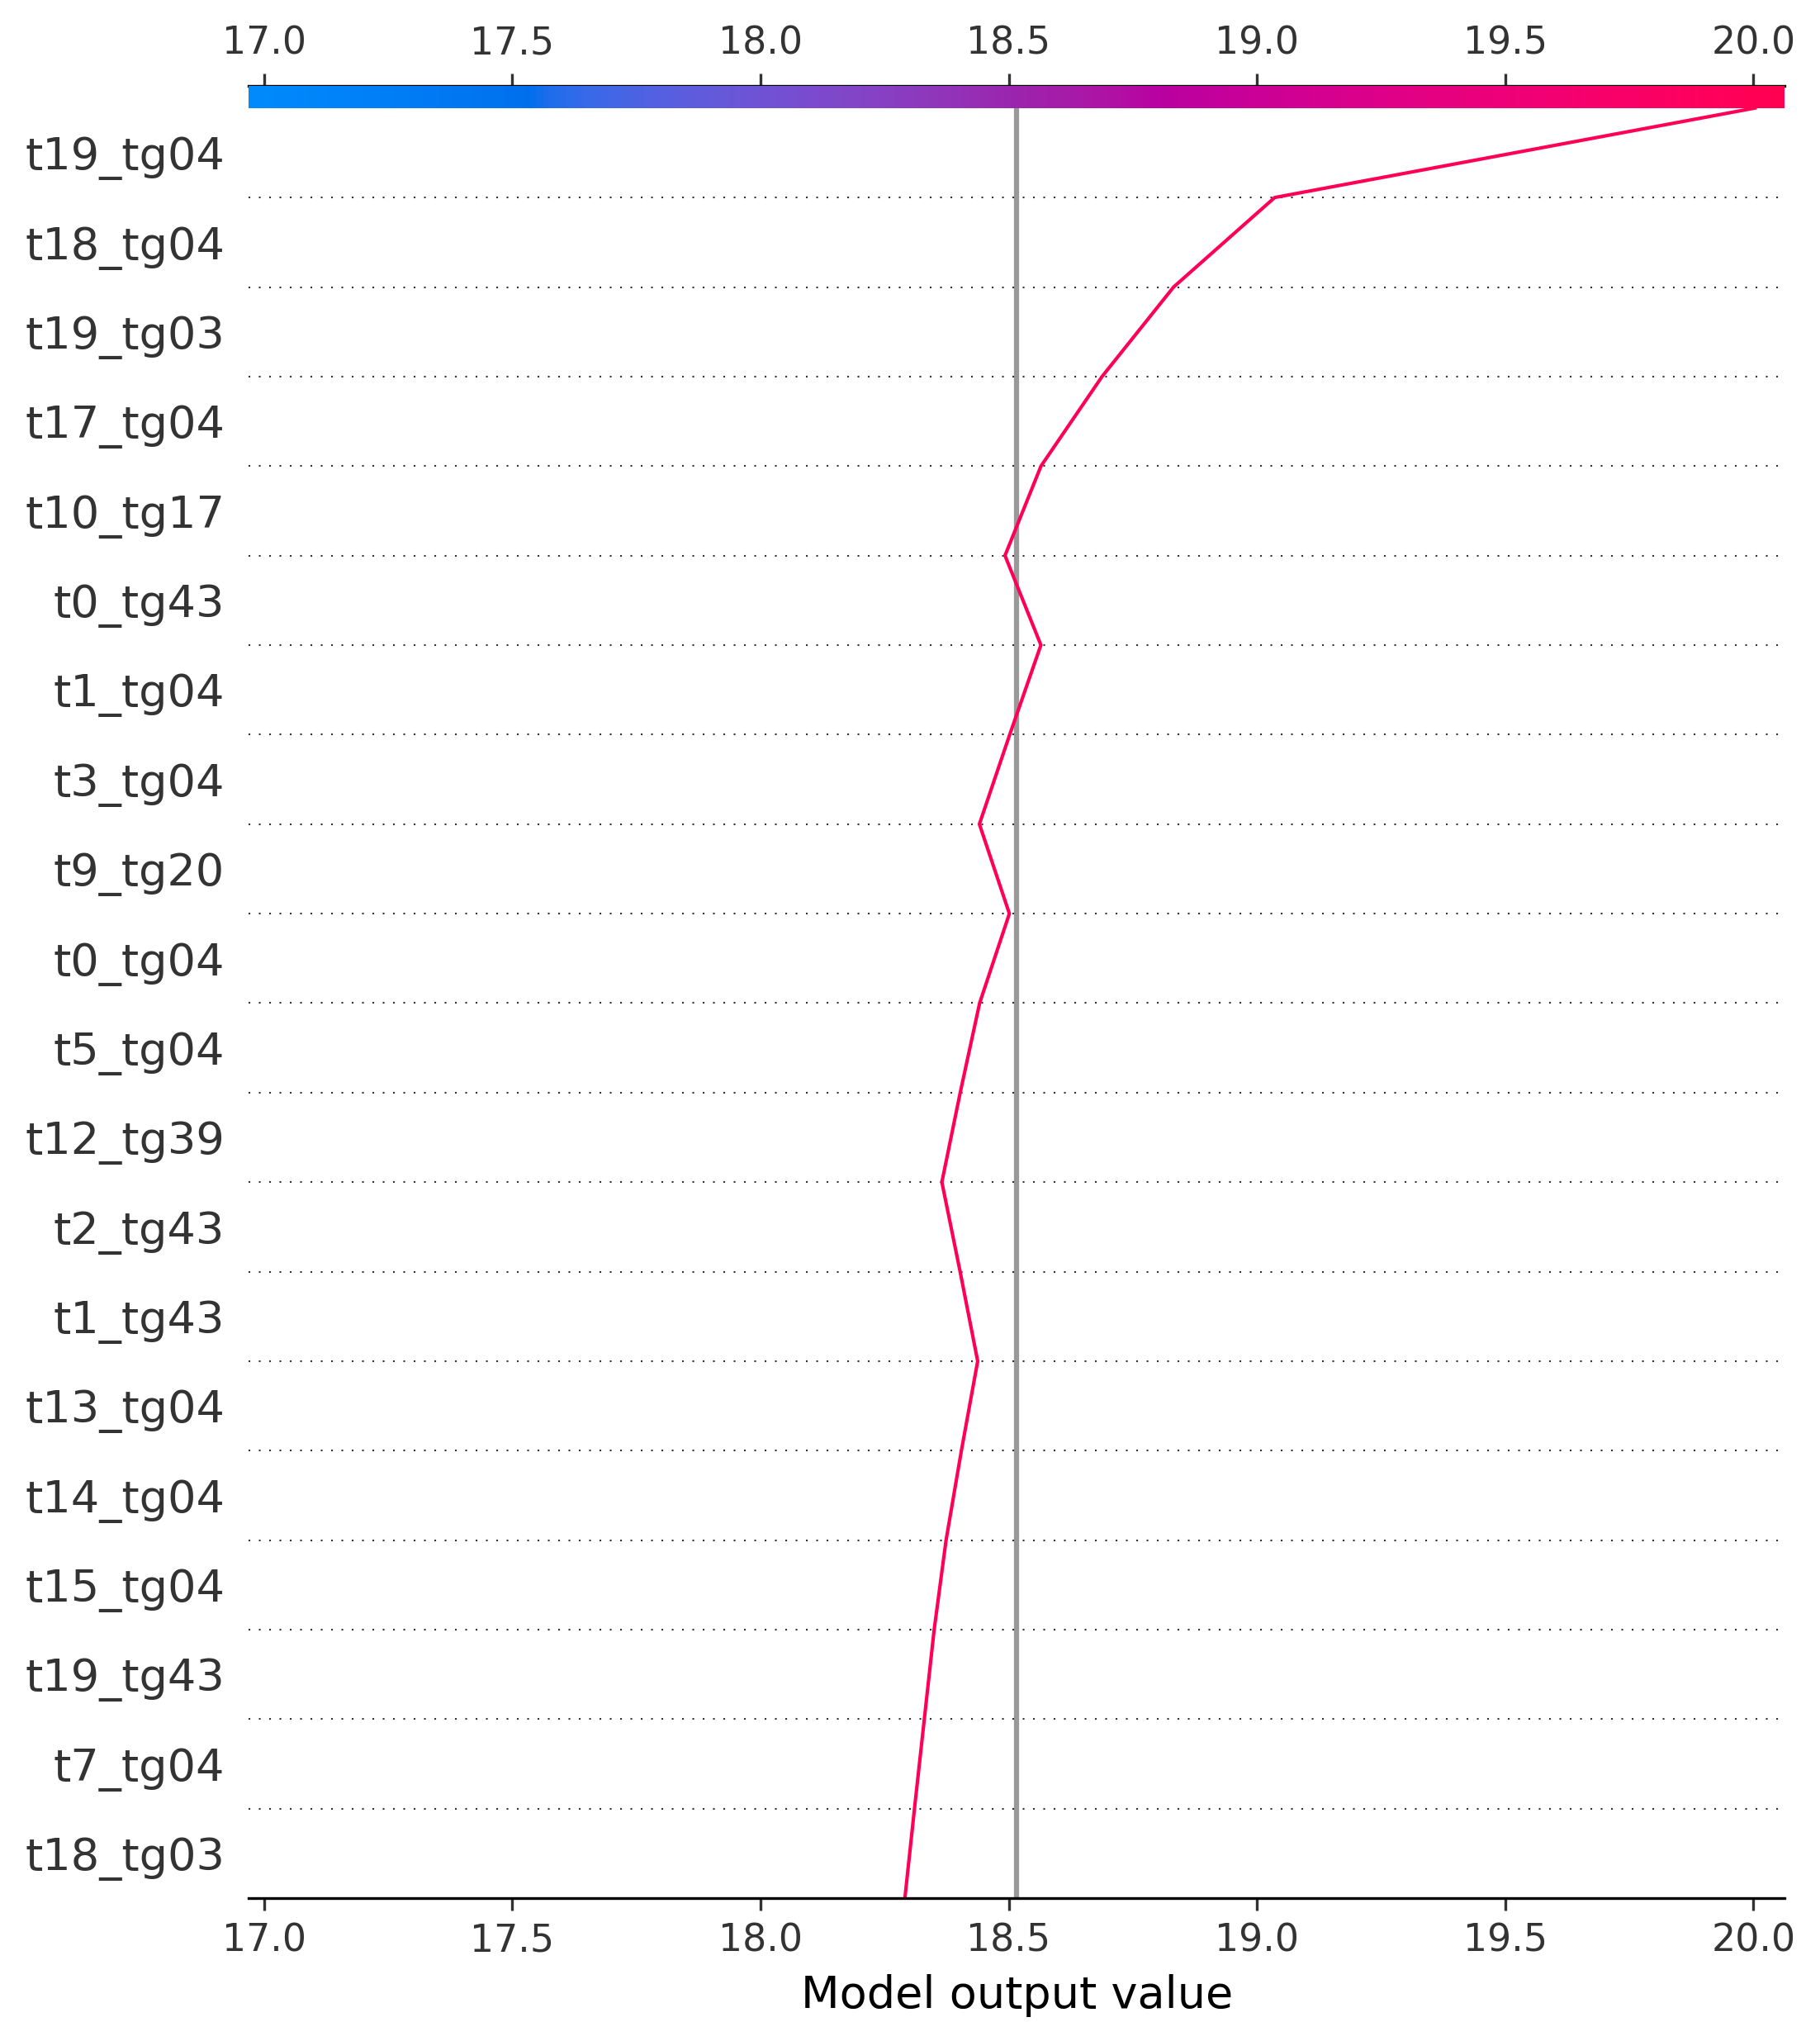 17.0 17.5 18.0 18.5 19.0 19.5 20.0
t19_tg04
t18_tg04
t19_tg03
t17_tg04
t10_tg17
t0_tg43
t1_tg04
t3_tg04
t9_tg20
t0_tg04
t5_tg04
t12_tg39
t2_tg43
t1_tg43
t13_tg04
t14_tg04
t15_tg04
t19_tg43
t7_tg04
t18_tg03
17.0 17.5 18.0 18.5 19.0 19.5 20.0
Model output value